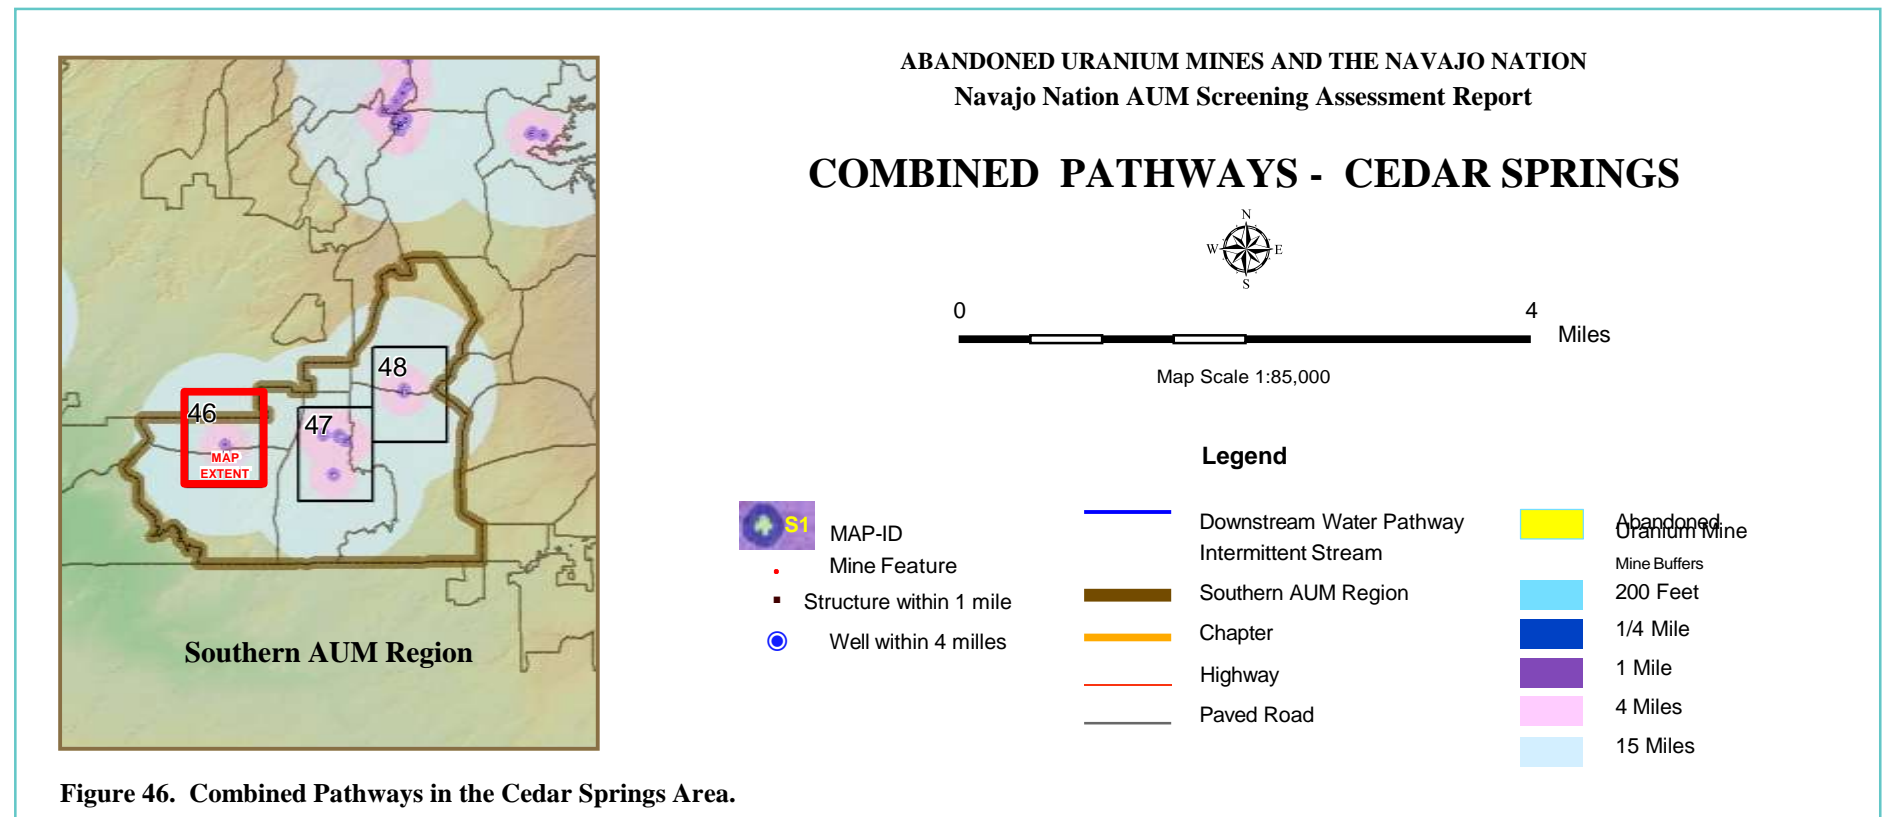 ABANDONED URANIUM MINES AND THE NAVAJO NATION
Navajo Nation AUM Screening Assessment Report
COMBINED PATHWAYS - CEDAR SPRINGS
N
W E
S
0 4
Miles
Map Scale 1:85,000
48
46
47
MAP
EXTENT
Southern AUM Region
Legend
S1
MAP-ID
Mine Feature
Structure within 1 mile
Well within 4 milles
Downstream Water Pathway
Intermittent Stream
Southern AUM Region
Chapter
Highway
Paved Road
Abandoned
Uranium Mine
Mine Buffers
200 Feet
1/4 Mile
1 Mile
4 Miles
15 Miles
Figure 46. Combined Pathways in the Cedar Springs Area.